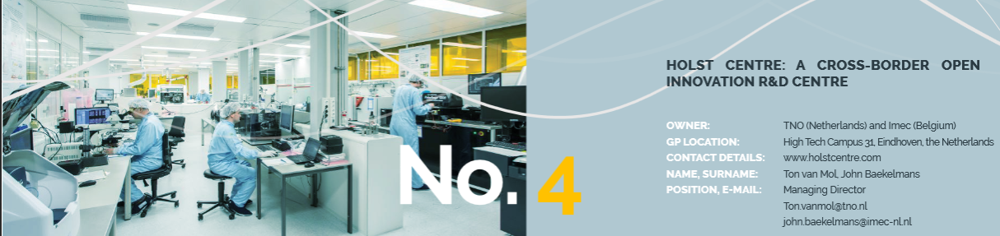 No. 4
HOLST CENTRE: A CROSS-BORDER OPEN
INNOVATION R&D CENTRE
OWNER: TNO (Netherlands) and Imec (Belgium)
GP LOCATION: High Tech Campus 31, Eindhoven, the Netherlands
CONTACT DETAILS: www.holstcentre.com
NAME, SURNAME: Ton van Mol, John Baekelmans
POSITION, E-MAIL: Managing Director
Ton.vanmol@tno.nl
john.baekelmans@imec-nl.nl